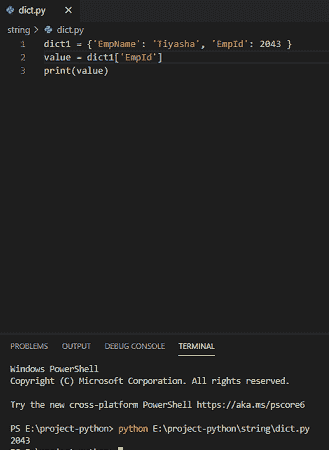 dict.py ×
string > dict.py
1 dict1 = {'EmpName': 'Tiyasha', 'EmpId': 2043 }
2 value = dict1['EmpId']
3 print(value)
PROBLEMS OUTPUT DEBUG CONSOLE TERMINAL
Windows PowerShell
Copyright (C) Microsoft Corporation. All rights reserved.
Try the new cross-platform PowerShell https://aka.ms/pscore6
PS E:\project-python> python E:\project-python\string\dict.py
2043